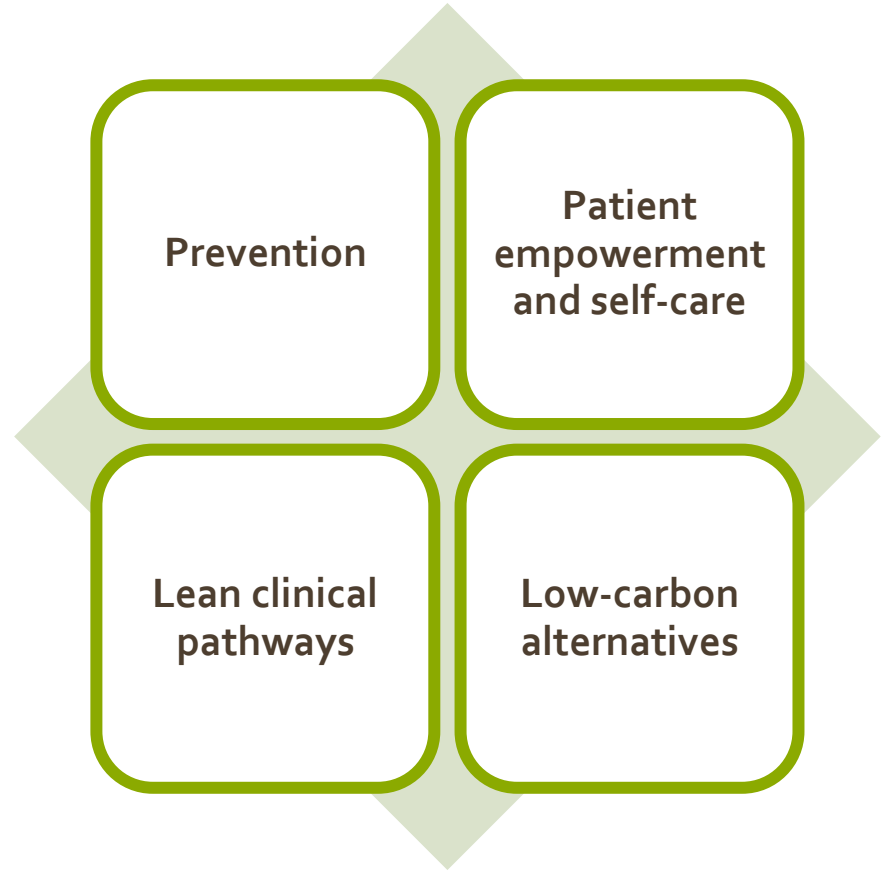 Prevention
Patient
empowerment
and self-care
Lean clinical
pathways
Low-carbon
alternatives